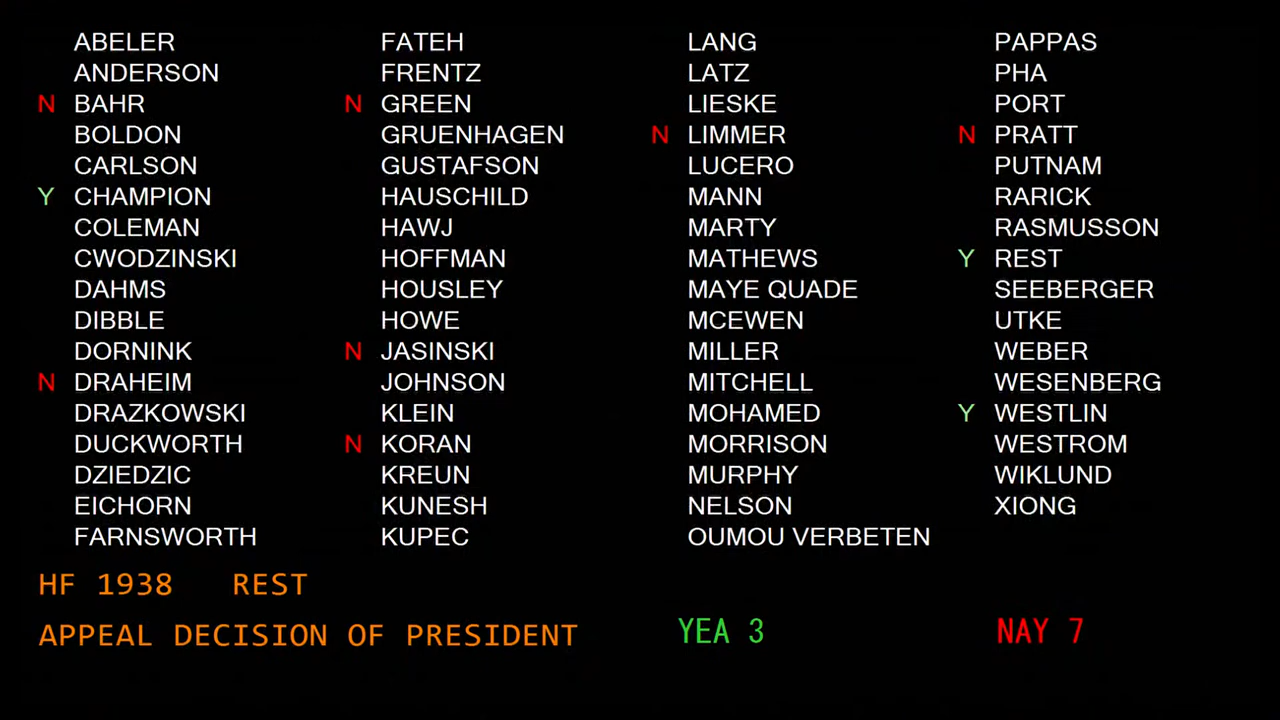 ABELER
ANDERSON
N BAHR
BOLDON
CARLSON
Y CHAMPION
COLEMAN
CWODZINSKI
DAHMS
DIBBLE
DORNINK
N DRAHEIM
DRAZKOWSKI
DUCKWORTH
DZIEDZIC
EICHORN
FARNSWORTH
FATEH
FRENTZ
N GREEN
GRUENHAGEN
GUSTAFSON
HAUSCHILD
HAWJ
HOFFMAN
HOUSLEY
HOWE
N JASINSKI
JOHNSON
KLEIN
N KORAN
KREUN
KUNESH
KUPEC
LANG
LATZ
LIESKE
N LIMMER
LUCERO
MANN
MARTY
MATHEWS
MAYE QUADE
MCEWEN
MILLER
MITCHELL
MOHAMED
MORRISON
MURPHY
NELSON
OUMOU VERBETEN
PAPPAS
PHA
PORT
N PRATT
PUTNAM
RARICK
RASMUSSON
Y REST
SEEBERGER
UTKE
WEBER
WESENBERG
Y WESTLIN
WESTROM
WIKLUND
XIONG
HF 1938 REST
APPEAL DECISION OF PRESIDENT
YEA 3
NAY 7